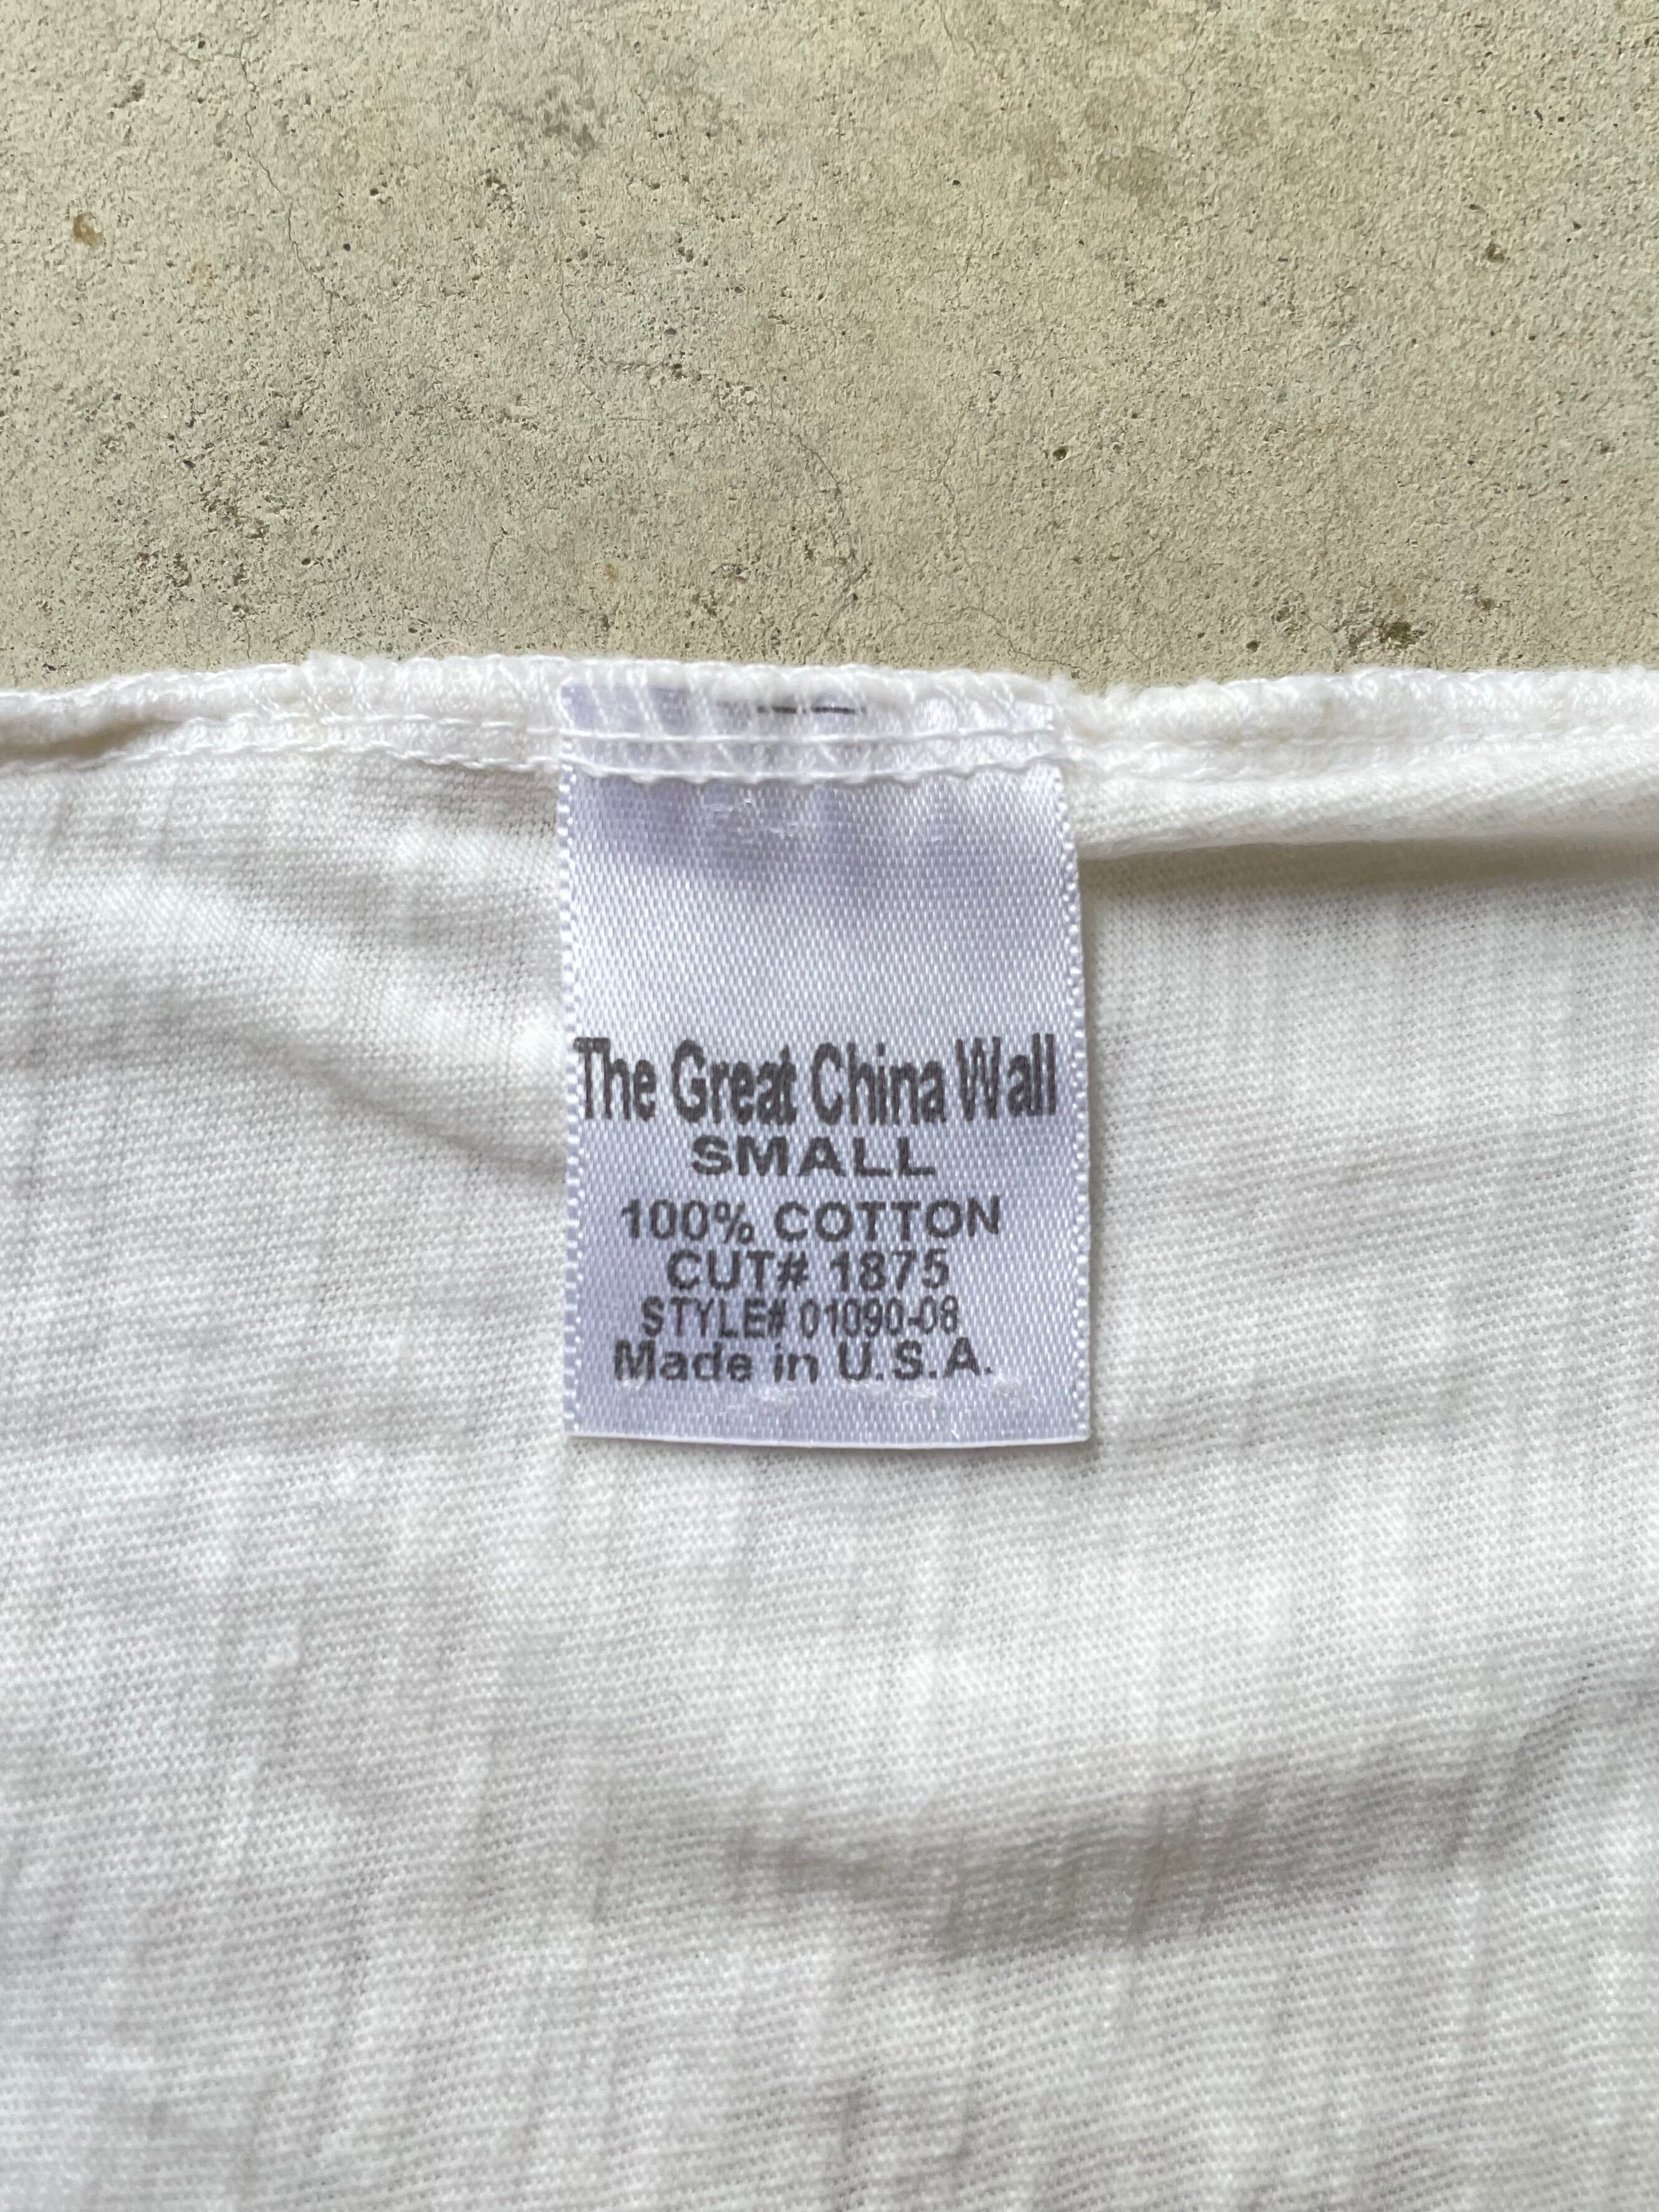 The Great China Wall
SMALL
100% COTTON
CUT# 1875
STYLE# 01090-08
Made in U.S.A.